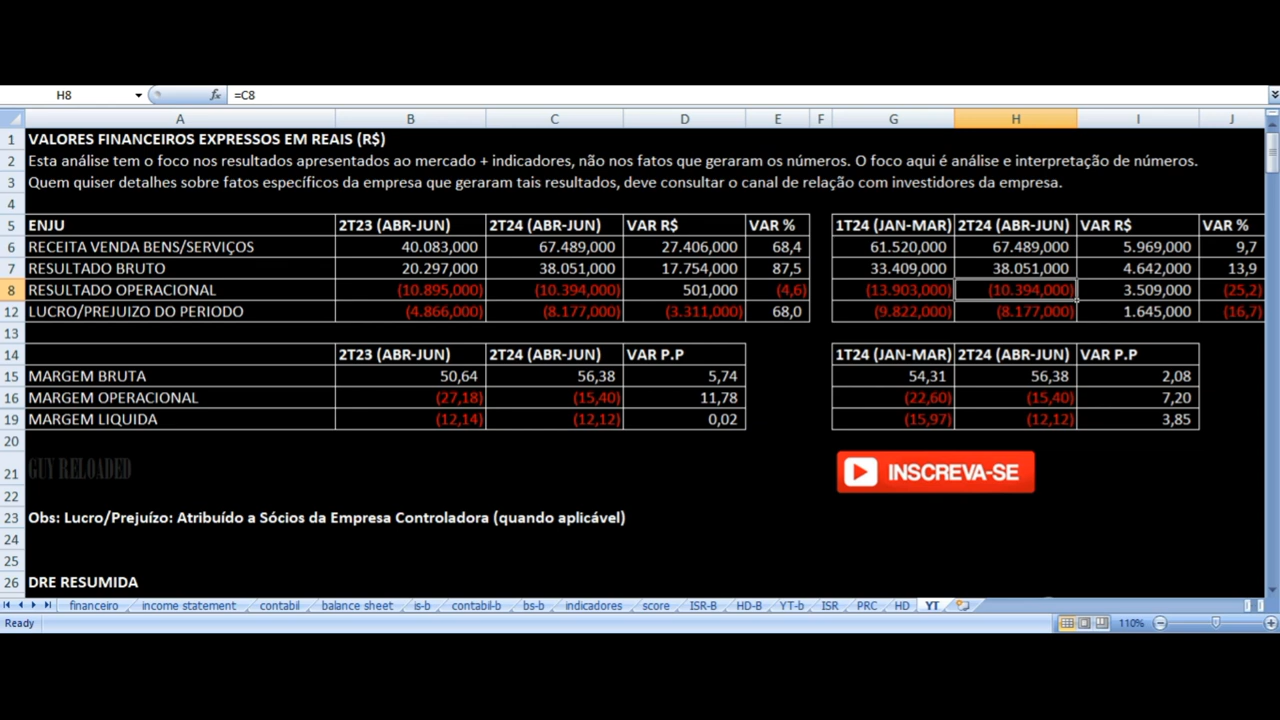 H8 fx =C8
A B C D E F G H I J
1 VALORES FINANCEIROS EXPRESSOS EM REAIS (R$)
2 Esta análise tem o foco nos resultados apresentados ao mercado + indicadores, não nos fatos que geraram os números. O foco aqui é análise e interpretação de números.
3 Quem quiser detalhes sobre fatos específicos da empresa que geraram tais resultados, deve consultar o canal de relação com investidores da empresa.
4
5 ENJU 2T23 (ABR-JUN) 2T24 (ABR-JUN) VAR R$ VAR % 1T24 (JAN-MAR) 2T24 (ABR-JUN) VAR R$ VAR %
6 RECEITA VENDA BENS/SERVIÇOS 40.083,000 67.489,000 27.406,000 68,4 61.520,000 67.489,000 5.969,000 9,7
7 RESULTADO BRUTO 20.297,000 38.051,000 17.754,000 87,5 33.409,000 38.051,000 4.642,000 13,9
8 RESULTADO OPERACIONAL (10.895,000) (10.394,000) 501,000 (4,6) (13.903,000) (10.394,000) 3.509,000 (25,2)
12 LUCRO/PREJUIZO DO PERIODO (4.866,000) (8.177,000) (3.311,000) 68,0 (9.822,000) (8.177,000) 1.645,000 (16,7)
13
14 2T23 (ABR-JUN) 2T24 (ABR-JUN) VAR P.P 1T24 (JAN-MAR) 2T24 (ABR-JUN) VAR P.P
15 MARGEM BRUTA 50,64 56,38 5,74 54,31 56,38 2,08
16 MARGEM OPERACIONAL (27,18) (15,40) 11,78 (22,60) (15,40) 7,20
19 MARGEM LIQUIDA (12,14) (12,12) 0,02 (15,97) (12,12) 3,85
20
21 GUY RELOADED INSCREVA-SE
22
23 Obs: Lucro/Prejuízo: Atribuído a Sócios da Empresa Controladora (quando aplicável)
24
25
26 DRE RESUMIDA
financeiro income statement contabil balance sheet is-b contabil-b bs-b indicadores score ISR-B HD-B YT-b ISR PRC HD YT
Ready 110%